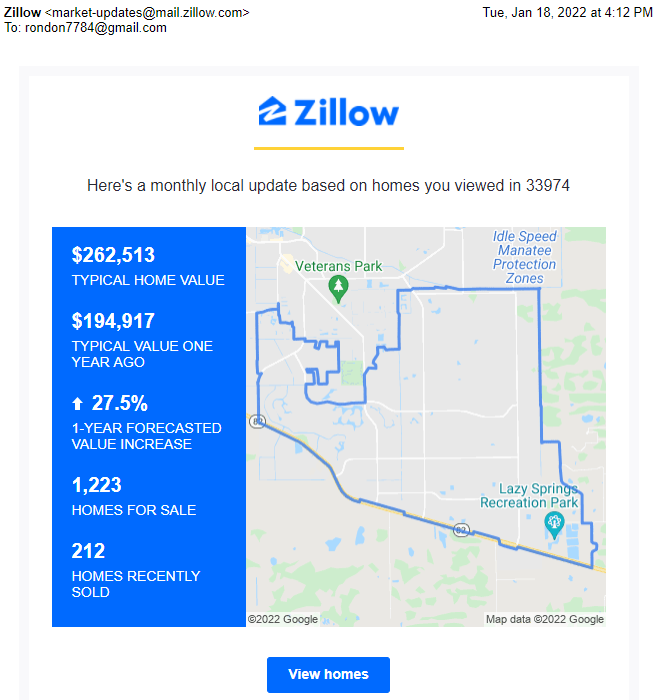 Zillow <market-updates@mail.zillow.com>
Tue, Jan 18, 2022 at 4:12 PM
To: rondon7784@gmail.com
Zillow
Here's a monthly local update based on homes you viewed in 33974
$262,513
TYPICAL HOME VALUE
$194,917
TYPICAL VALUE ONE
YEAR AGO
27.5%
1-YEAR FORECASTED
VALUE INCREASE
1,223
HOMES FOR SALE
212
HOMES RECENTLY
SOLD
Idle Speed
Manatee
Protection
Zones
Veterans Park
82
Lazy Springs
Recreation Park
82
©2022 Google
Map data ©2022 Google
View homes